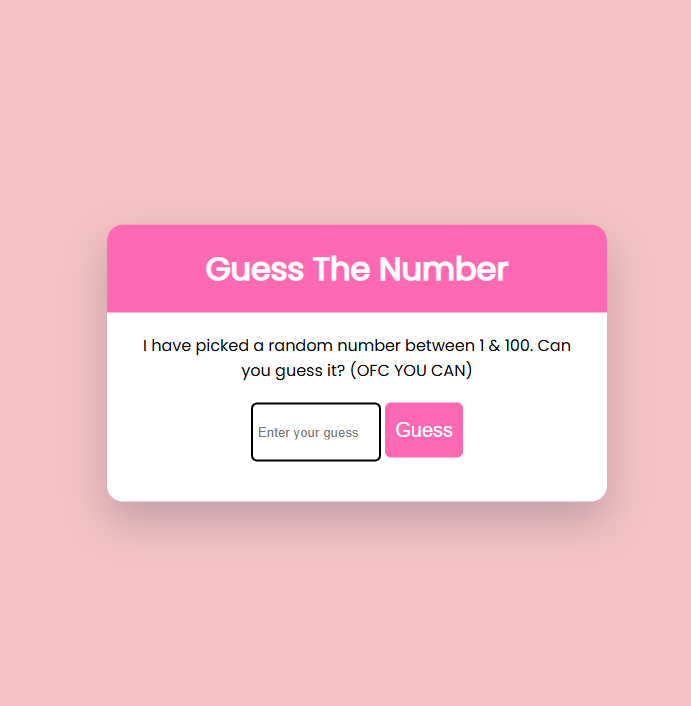 Guess The Number
I have picked a random number between 1 & 100. Can
you guess it? (OFC YOU CAN)
Enter your guess Guess